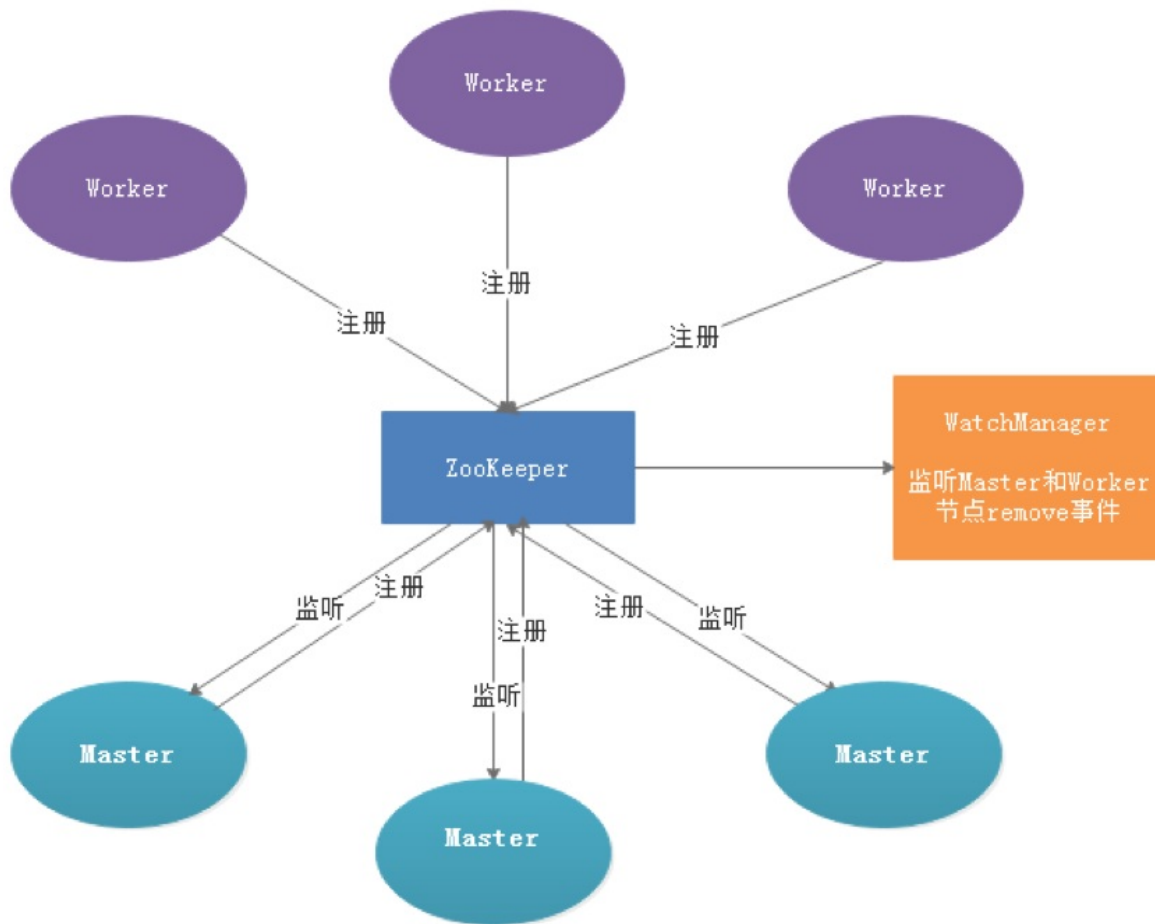 Worker
Worker
Worker
注册
注册
注册
ZooKeeper
WatchManager
监听Master和Worker
节点remove事件
监听
注册
注册
监听
注册
监听
Master
Master
Master